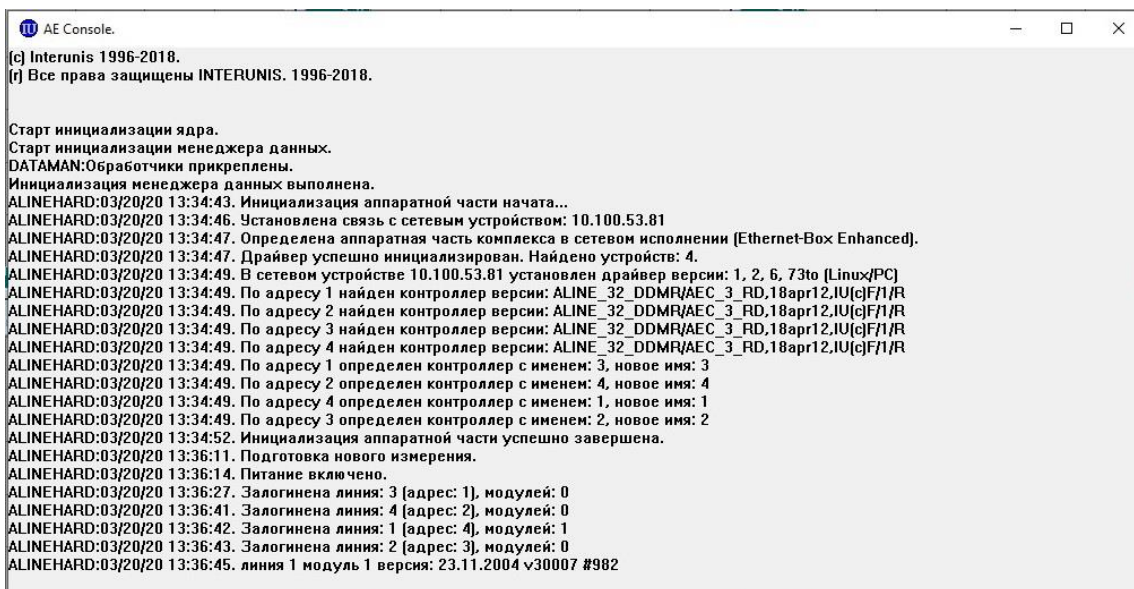 AE Console.
(c) Interunis 1996-2018.
(r) Все права защищены INTERUNIS. 1996-2018.
Старт инициализации ядра.
Старт инициализации менеджера данных.
DATAMAN:Обработчики прикреплены.
Инициализация менеджера данных выполнена.
ALINEHARD:03/20/20 13:34:43. Инициализация аппаратной части начата...
ALINEHARD:03/20/20 13:34:46. Установлена связь с сетевым устройством: 10.100.53.81
ALINEHARD:03/20/20 13:34:47. Определена аппаратная часть комплекса в сетевом исполнении (Ethernet-Box Enhanced).
ALINEHARD:03/20/20 13:34:47. Драйвер успешно инициализирован. Найдено устройств: 4.
ALINEHARD:03/20/20 13:34:49. В сетевом устройстве 10.100.53.81 установлен драйвер версии: 1, 2, 6, 73to (Linux/PC)
ALINEHARD:03/20/20 13:34:49. По адресу 1 найден контроллер версии: ALINE_32_DDMR/AEC_3_RD,18apr12,IU(c)F/1/R
ALINEHARD:03/20/20 13:34:49. По адресу 2 найден контроллер версии: ALINE_32_DDMR/AEC_3_RD,18apr12,IU(c)F/1/R
ALINEHARD:03/20/20 13:34:49. По адресу 3 найден контроллер версии: ALINE_32_DDMR/AEC_3_RD,18apr12,IU(c)F/1/R
ALINEHARD:03/20/20 13:34:49. По адресу 4 найден контроллер версии: ALINE_32_DDMR/AEC_3_RD,18apr12,IU(c)F/1/R
ALINEHARD:03/20/20 13:34:49. По адресу 1 определен контроллер с именем: 3, новое имя: 3
ALINEHARD:03/20/20 13:34:49. По адресу 2 определен контроллер с именем: 4, новое имя: 4
ALINEHARD:03/20/20 13:34:49. По адресу 4 определен контроллер с именем: 1, новое имя: 1
ALINEHARD:03/20/20 13:34:49. По адресу 3 определен контроллер с именем: 2, новое имя: 2
ALINEHARD:03/20/20 13:34:52. Инициализация аппаратной части успешно завершена.
ALINEHARD:03/20/20 13:36:11. Подготовка нового измерения.
ALINEHARD:03/20/20 13:36:14. Питание включено.
ALINEHARD:03/20/20 13:36:27. Залогинена линия: 3 (адрес: 1), модулей: 0
ALINEHARD:03/20/20 13:36:41. Залогинена линия: 4 (адрес: 2), модулей: 0
ALINEHARD:03/20/20 13:36:42. Залогинена линия: 1 (адрес: 4), модулей: 1
ALINEHARD:03/20/20 13:36:43. Залогинена линия: 2 (адрес: 3), модулей: 0
ALINEHARD:03/20/20 13:36:45. линия 1 модуль 1 версия: 23.11.2004 v30007 #982